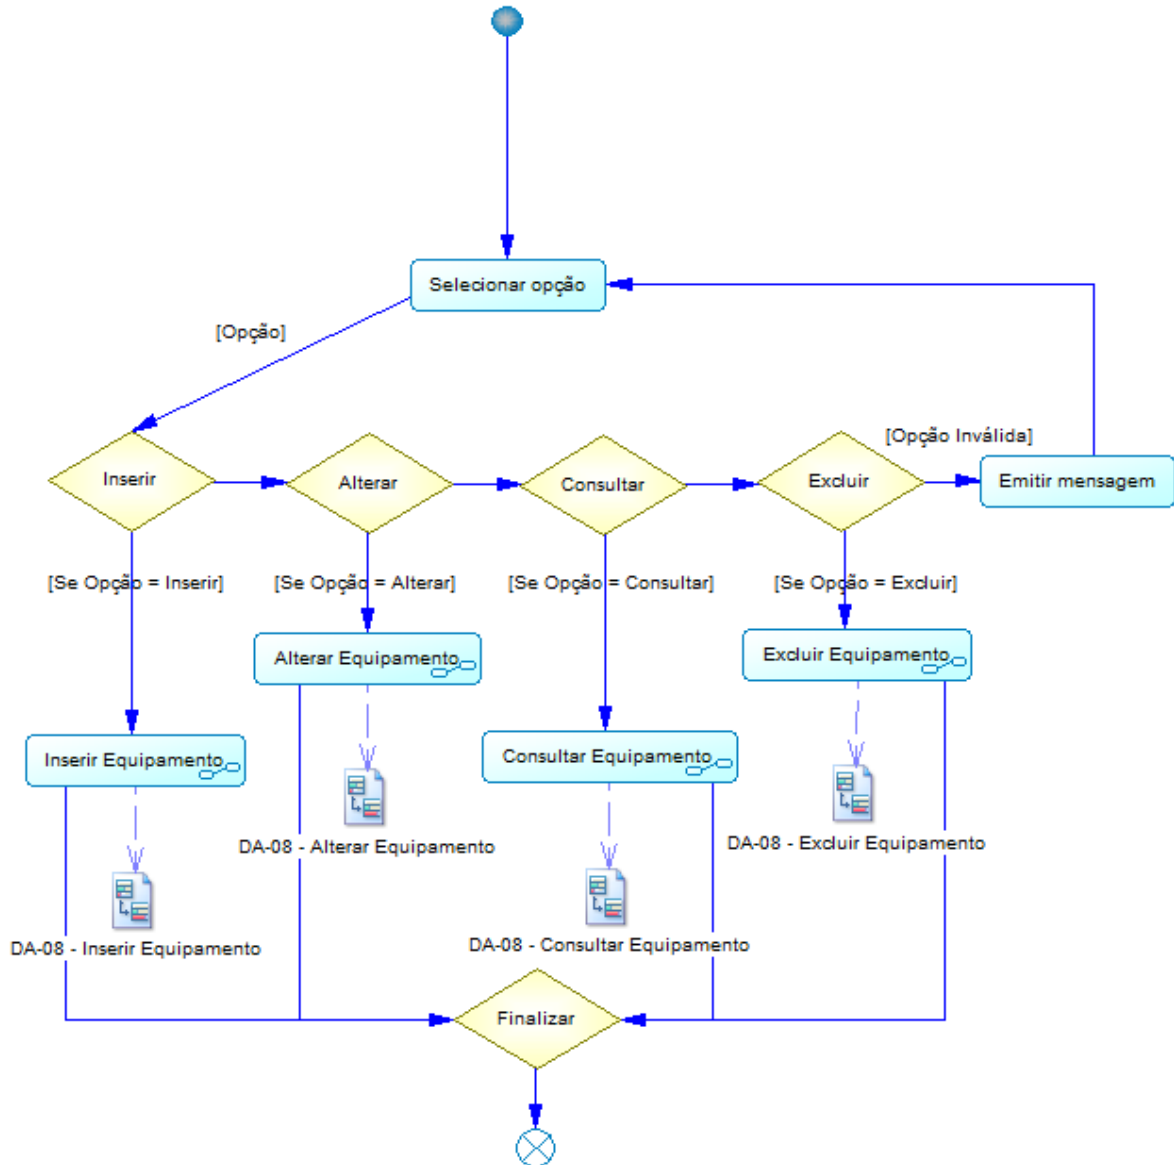 Selecionar opção
[Opção]
[Opção Inválida]
Inserir
Alterar
Consultar
Excluir
Emitir mensagem
[Se Opção = Inserir]
[Se Opção = Alterar]
[Se Opção = Consultar]
[Se Opção = Excluir]
Alterar Equipamento
Excluir Equipamento
Inserir Equipamento
Consultar Equipamento
DA-08 - Alterar Equipamento
DA-08 - Excluir Equipamento
DA-08 - Inserir Equipamento
DA-08 - Consultar Equipamento
Finalizar